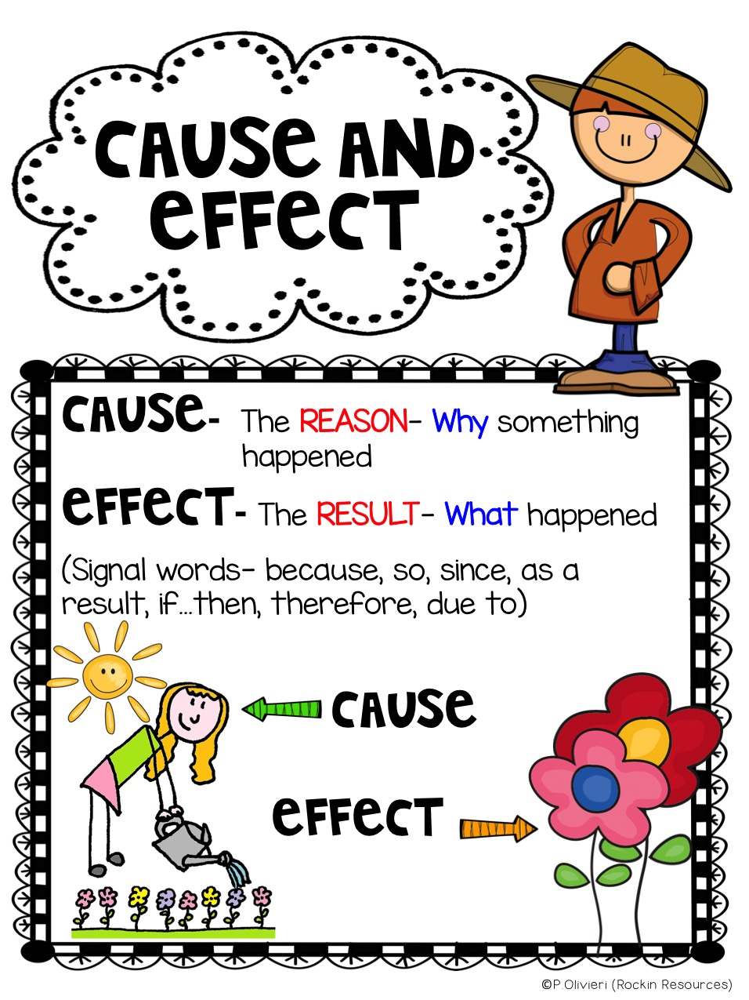 CAUSE AND
EFFECT
CAUSE- The REASON- Why something
happened
EFFECT- The RESULT- What happened
(Signal words- because, so, since, as a
result, if...then, therefore, due to)
CAUSE
EFFECT
©P.Olivieri (Rockin Resources)